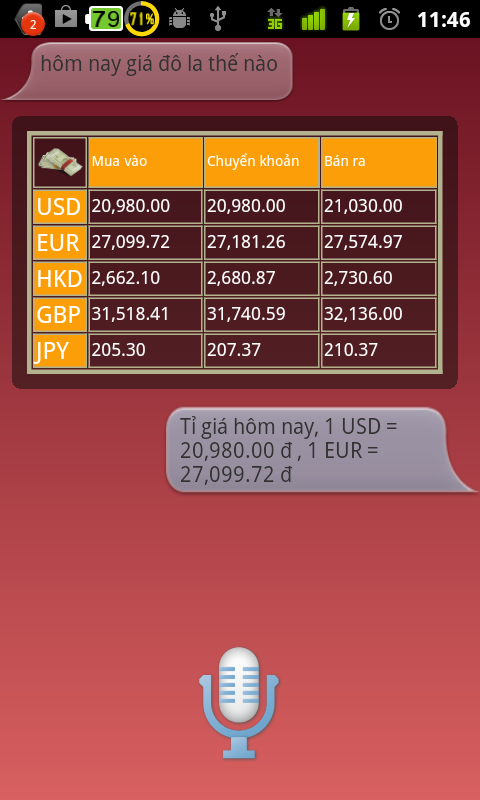 2
79
71%
3G
11:46
hôm nay giá đô la thế nào
Mua vào Chuyển khoản Bán ra
USD 20,980.00 20,980.00 21,030.00
EUR 27,099.72 27,181.26 27,574.97
HKD 2,662.10 2,680.87 2,730.60
GBP 31,518.41 31,740.59 32,136.00
JPY 205.30 207.37 210.37
Tỉ giá hôm nay, 1 USD =
20,980.00 đ , 1 EUR =
27,099.72 đ